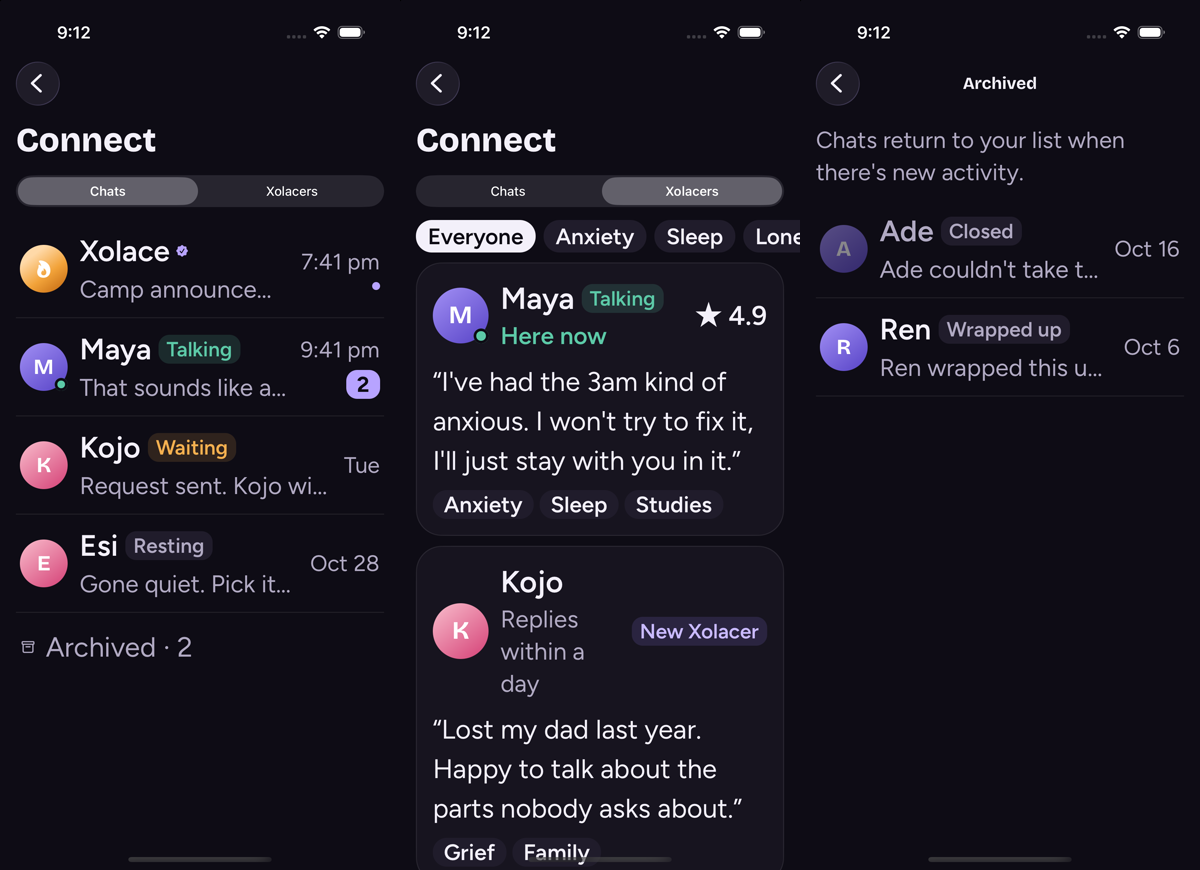 9:12
Connect
Chats
Xolacers
Xolace
7:41 pm
Camp announce...
M
Maya
Talking
9:41 pm
That sounds like a...
2
K
Kojo
Waiting
Tue
Request sent. Kojo wi...
E
Esi
Resting
Oct 28
Gone quiet. Pick it...
Archived · 2
9:12
Connect
Chats
Xolacers
Everyone
Anxiety
Sleep
Lone
M
Maya
Talking
Here now
★ 4.9
“I've had the 3am kind of
anxious. I won't try to fix it,
I'll just stay with you in it.”
Anxiety
Sleep
Studies
K
Kojo
Replies
within a
day
New Xolacer
“Lost my dad last year.
Happy to talk about the
parts nobody asks about.”
Grief
Family
9:12
Archived
Chats return to your list when
there's new activity.
A
Ade
Closed
Oct 16
Ade couldn't take t...
R
Ren
Wrapped up
Oct 6
Ren wrapped this u...